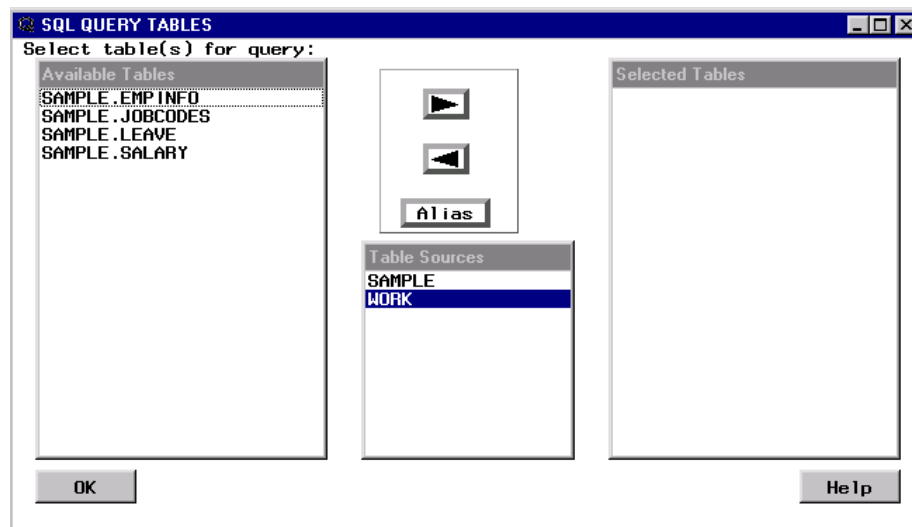 SQL QUERY TABLES
Select table(s) for query:
Available Tables
SAMPLE.EMPINFO
SAMPLE.JOBCODES
SAMPLE.LEAVE
SAMPLE.SALARY
Alias
Table Sources
SAMPLE
WORK
Selected Tables
OK
Help